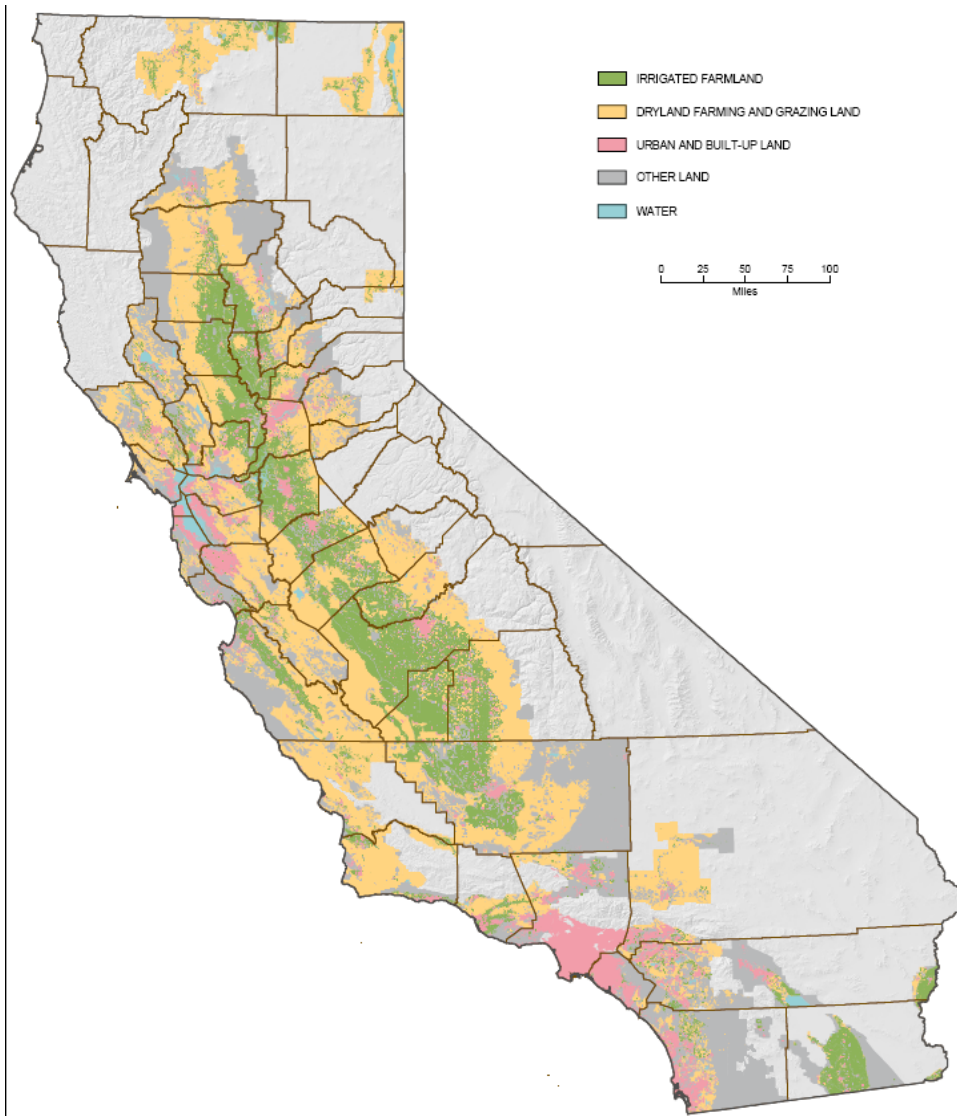 IRRIGATED FARMLAND
DRYLAND FARMING AND GRAZING LAND
URBAN AND BUILT-UP LAND
OTHER LAND
WATER
0 25 50 75 100
Miles